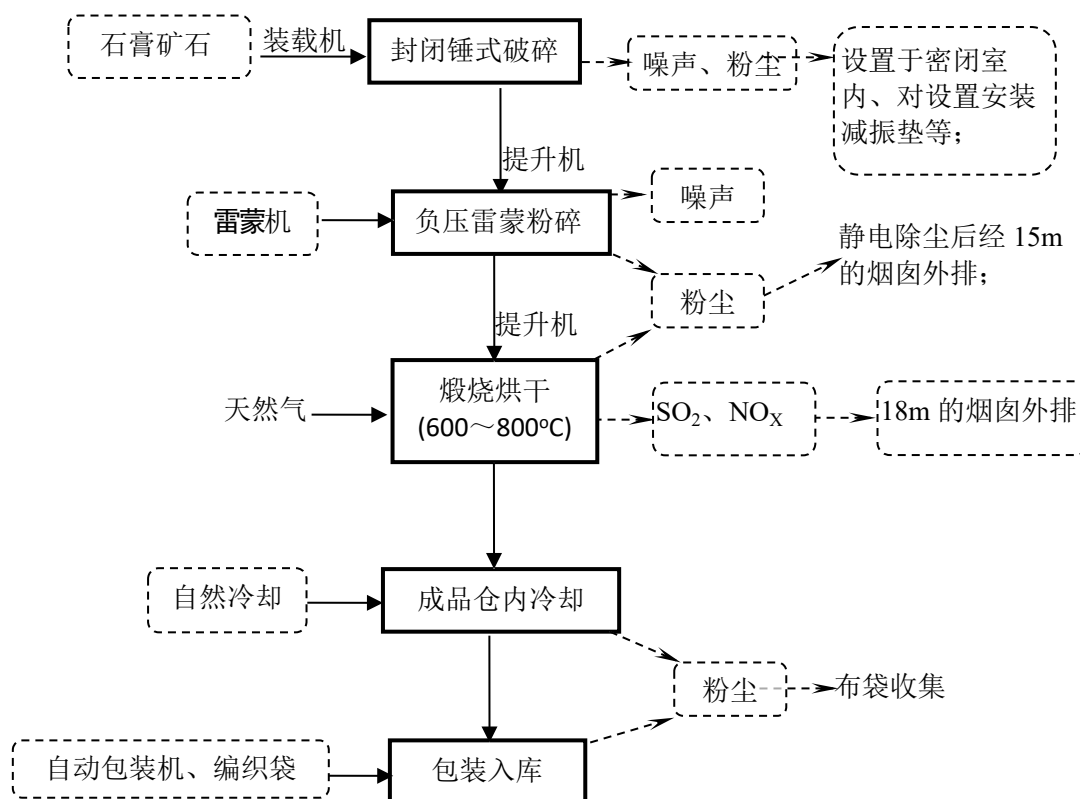 石膏矿石
装载机
封闭锤式破碎
噪声、粉尘
设置于密闭室
内、对设置安装
减振垫等；
提升机
雷蒙机
负压雷蒙粉碎
噪声
粉尘
静电除尘后经 15m
的烟囱外排；
提升机
天然气
煅烧烘干
(600～800℃)
SO₂、NOX
18m 的烟囱外排
自然冷却
成品仓内冷却
粉尘
布袋收集
自动包装机、编织袋
包装入库